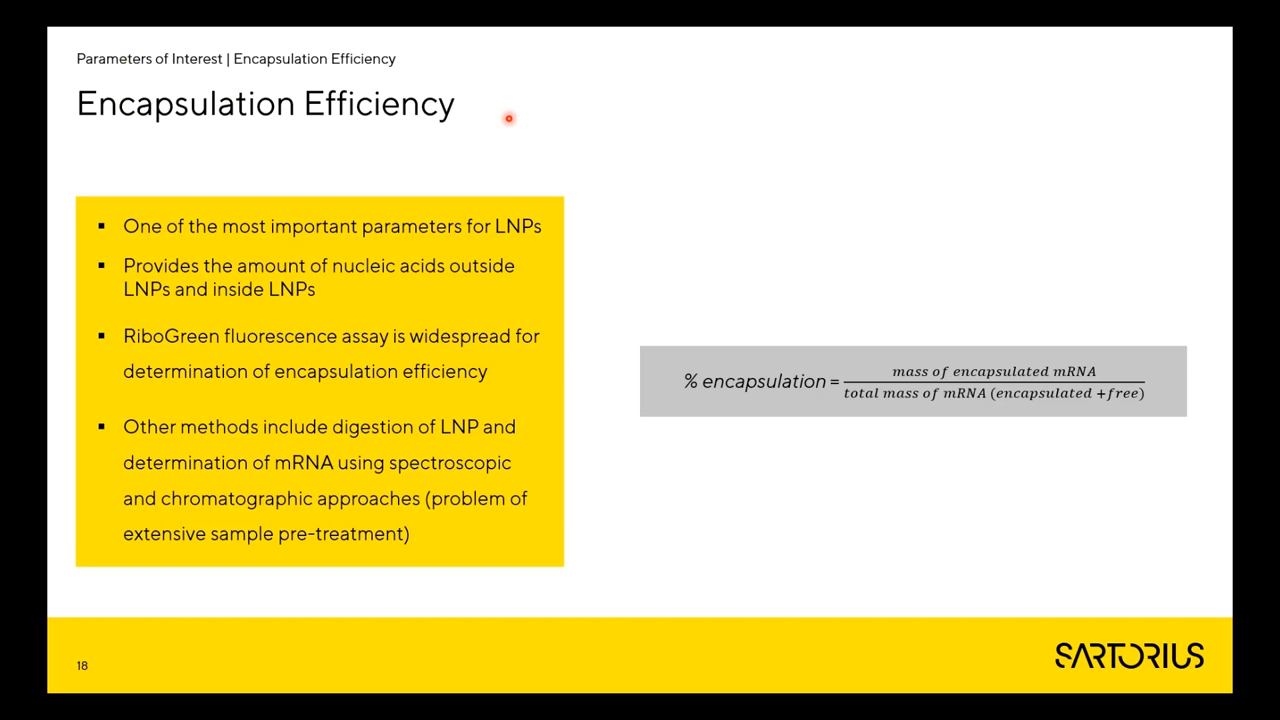 Parameters of Interest | Encapsulation Efficiency
Encapsulation Efficiency
▪ One of the most important parameters for LNPs
▪ Provides the amount of nucleic acids outside
LNPs and inside LNPs
▪ RiboGreen fluorescence assay is widespread for
determination of encapsulation efficiency
▪ Other methods include digestion of LNP and
determination of mRNA using spectroscopic
and chromatographic approaches (problem of
extensive sample pre-treatment)
% encapsulation = mass of encapsulated mRNA / total mass of mRNA (encapsulated +free)
18
SARTORIUS